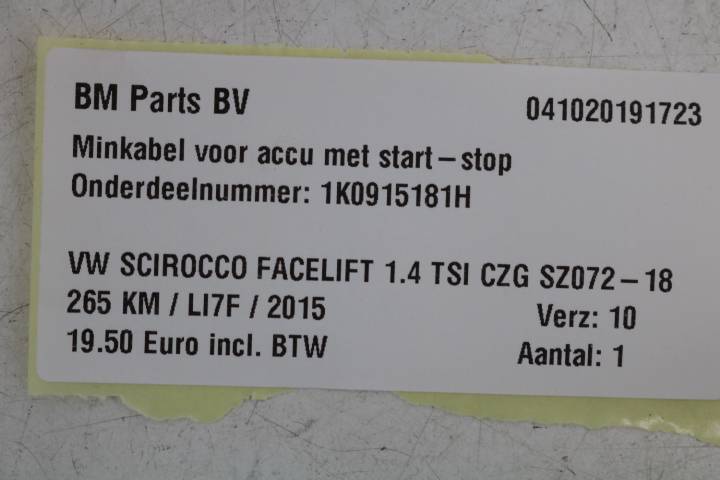 BM Parts BV 041020191723
Minkabel voor accu met start-stop
Onderdeelnummer: 1K0915181H
VW SCIROCCO FACELIFT 1.4 TSI CZG SZ072-18
265 KM / LI7F / 2015 Verz: 10
19.50 Euro incl. BTW Aantal: 1